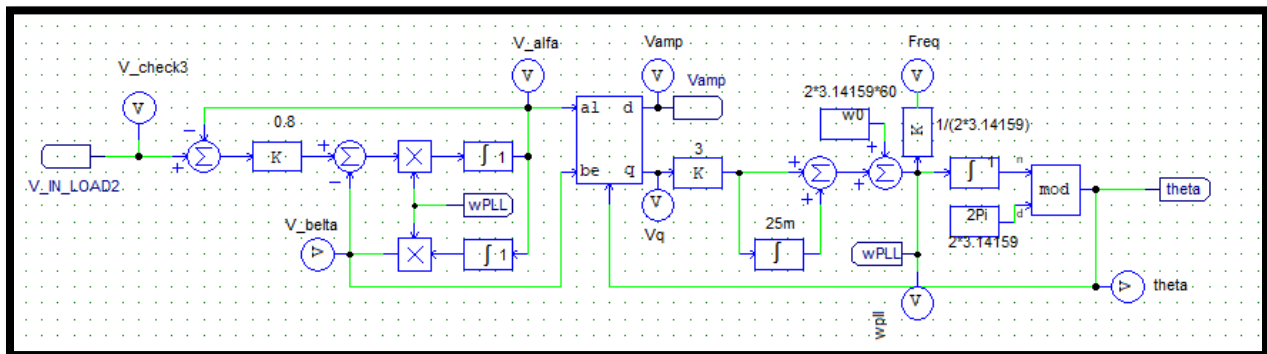 V_alfa
Vamp
Freq
V_check3
V
V
V
V
Vamp
2*3.14159*60
0.8
al
d
w0
K
1/(2*3.14159)
−
+
Σ
K
+
Σ
−
×
∫ 1
3
K
+
Σ
+
+
+
Σ
∫ 1
n
mod
theta
V_IN_LOAD2
be
q
wPLL
V
2Pi
d
V_belta
Vq
25m
2*3.14159
V
×
∫ 1
∫
wPLL
V
V
theta
wpll